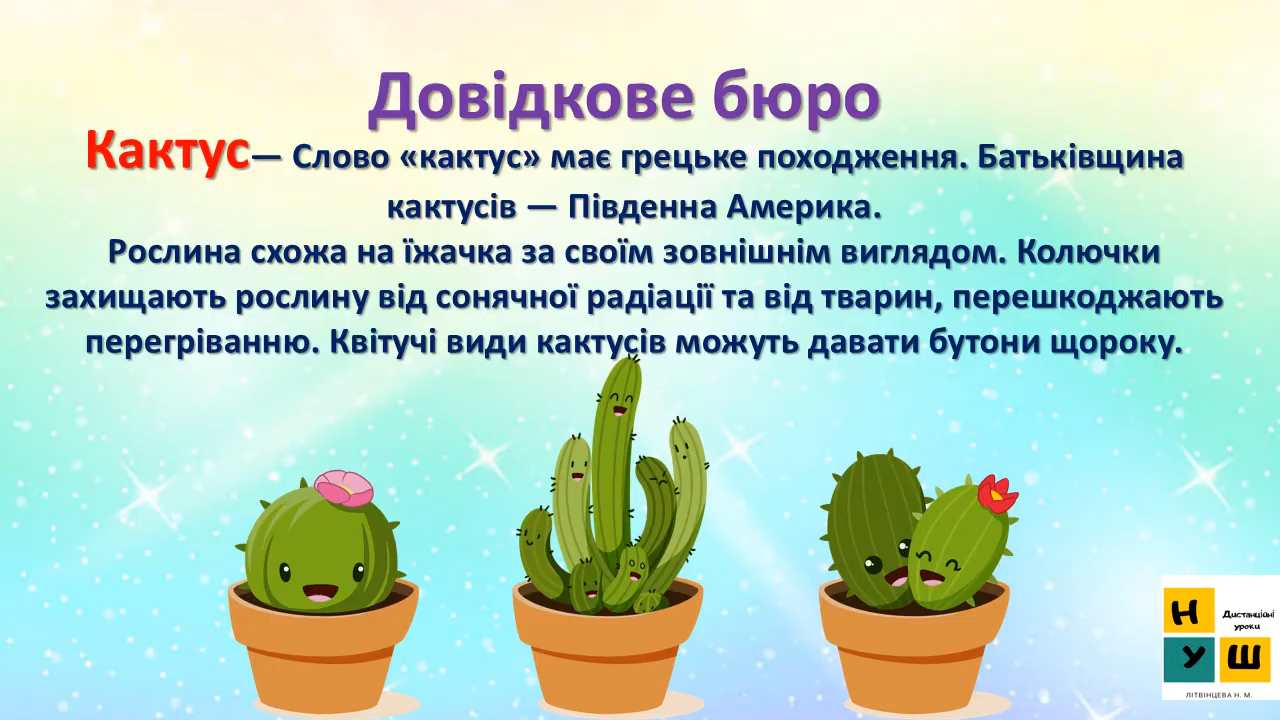 Довідкове бюро
Кактус— Слово «кактус» має грецьке походження. Батьківщина
кактусів — Південна Америка.
Рослина схожа на їжачка за своїм зовнішнім виглядом. Колючки
захищають рослину від сонячної радіації та від тварин, перешкоджають
перегріванню. Квітучі види кактусів можуть давати бутони щороку.
Н
Дистанційні
уроки
У Ш
ЛІТВІНЦЕВА Н. М.